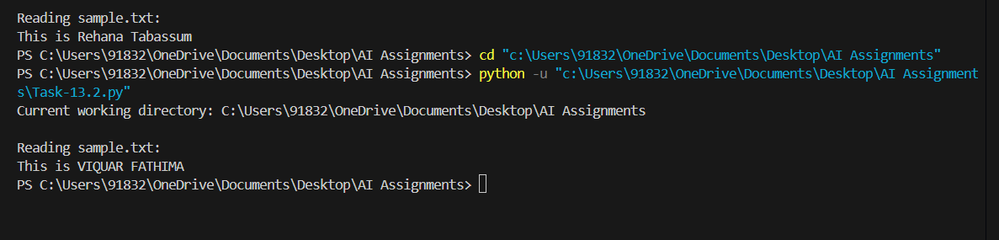 Reading sample.txt:
This is Rehana Tabassum
PS C:\Users\91832\OneDrive\Documents\Desktop\AI Assignments> cd "c:\Users\91832\OneDrive\Documents\Desktop\AI Assignments"
PS C:\Users\91832\OneDrive\Documents\Desktop\AI Assignments> python -u "c:\Users\91832\OneDrive\Documents\Desktop\AI Assignment
s\Task-13.2.py"
Current working directory: C:\Users\91832\OneDrive\Documents\Desktop\AI Assignments
Reading sample.txt:
This is VIQUAR FATHIMA
PS C:\Users\91832\OneDrive\Documents\Desktop\AI Assignments>